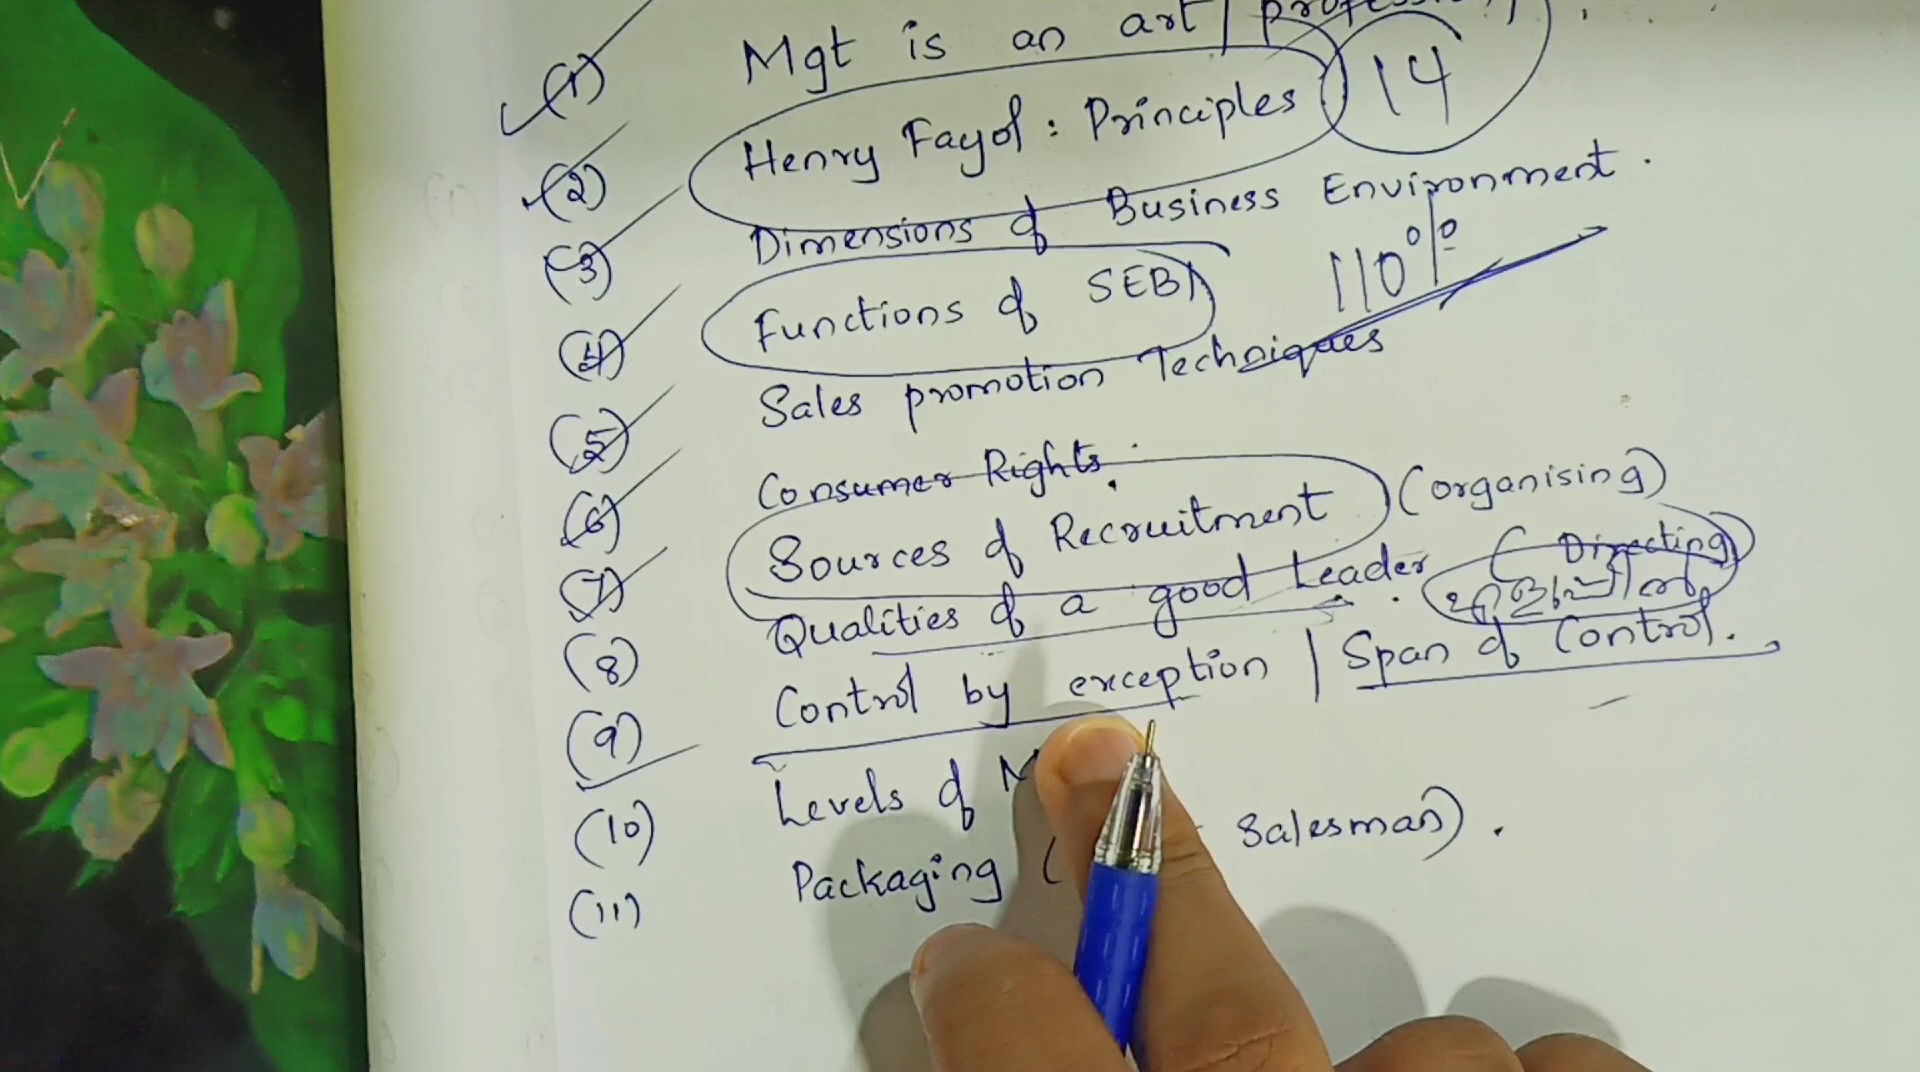 (1) Mgt is an art / profession
(2) Henry Fayol : Principles 14
(3) Dimensions of Business Environment.
(4) Functions of SEBI 110%
(5) Sales promotion Techniques
(6) Consumer Rights.
(7) Sources of Recruitment (organising)
(8) Qualities of a good Leader. (Directing)
(9) Control by exception / Span of Control.
(10) Levels of M
(11) Packaging ( Salesman).